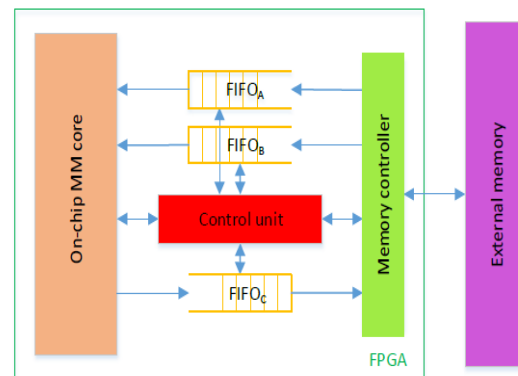 On-chip MM core
FIFOA
FIFOB
Control unit
FIFOC
Memory controller
FPGA
External memory